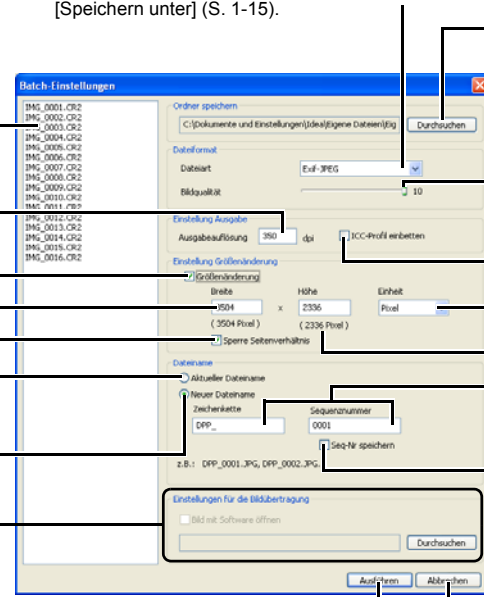 [Speichern unter] (S. 1-15).
Batch-Einstellungen
IMG_0001.CR2
IMG_0002.CR2
IMG_0003.CR2
IMG_0004.CR2
IMG_0005.CR2
IMG_0006.CR2
IMG_0007.CR2
IMG_0008.CR2
IMG_0009.CR2
IMG_0010.CR2
IMG_0011.CR2
IMG_0012.CR2
IMG_0013.CR2
IMG_0014.CR2
IMG_0015.CR2
IMG_0016.CR2
Ordner speichern
C:\Dokumente und Einstellungen\Ideal\Eigene Dateien\Eig
Durchsuchen
Dateiformat
Dateiart
Exif-JPEG
Bildqualität
10
Einstellung Ausgabe
Ausgabeauflösung 350 dpi
ICC-Profil einbetten
Einstellung Größenänderung
Größenänderung
Breite Höhe Einheit
3504 x 2336 Pixel
( 3504 Pixel ) ( 2336 Pixel )
Sperre Seitenverhältnis
Dateiname
Aktueller Dateiname
Neuer Dateiname
Zeichenkette Sequenznummer
DPP_ 0001
Seq-Nr speichern
z.B.: DPP_0001.JPG, DPP_0002.JPG.
Einstellungen für die Bildübertragung
Bild mit Software öffnen
Durchsuchen
Ausführen Abbrechen